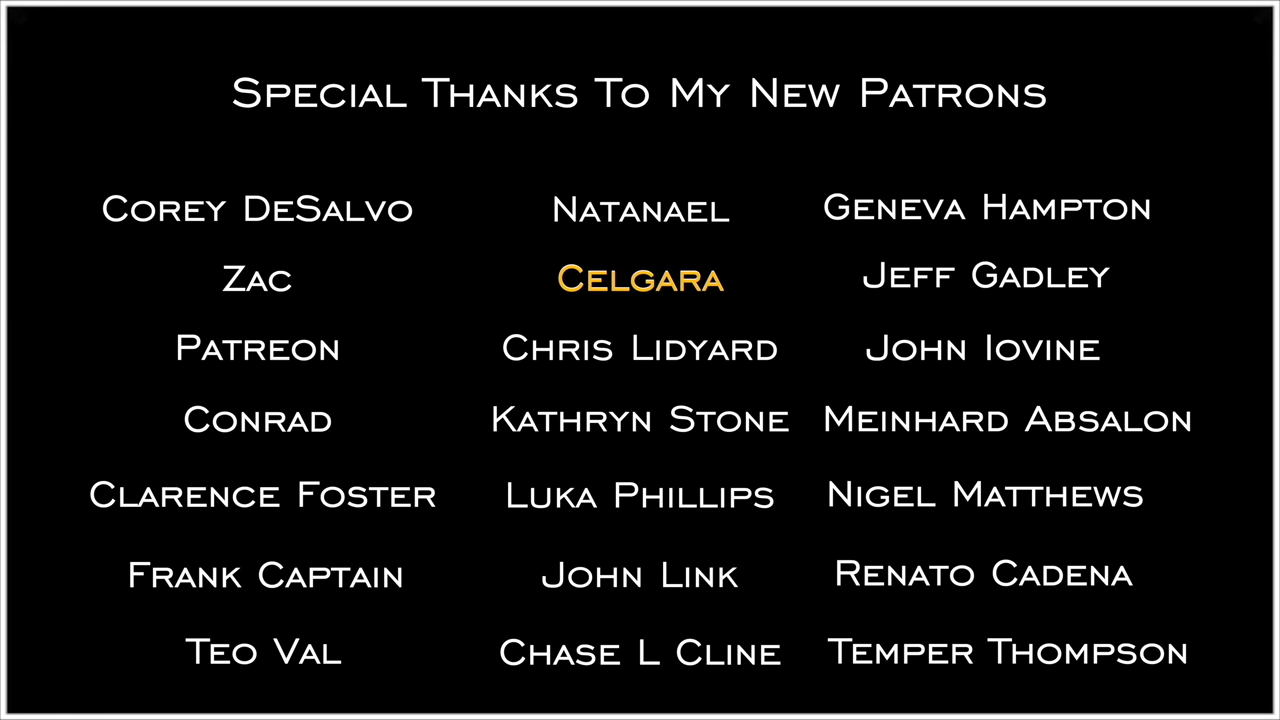 Special Thanks To My New Patrons
Corey DeSalvo
Natanael
Geneva Hampton
Zac
Celgara
Jeff Gadley
Patreon
Chris Lidyard
John Iovine
Conrad
Kathryn Stone
Meinhard Absalon
Clarence Foster
Luka Phillips
Nigel Matthews
Frank Captain
John Link
Renato Cadena
Teo Val
Chase L Cline
Temper Thompson